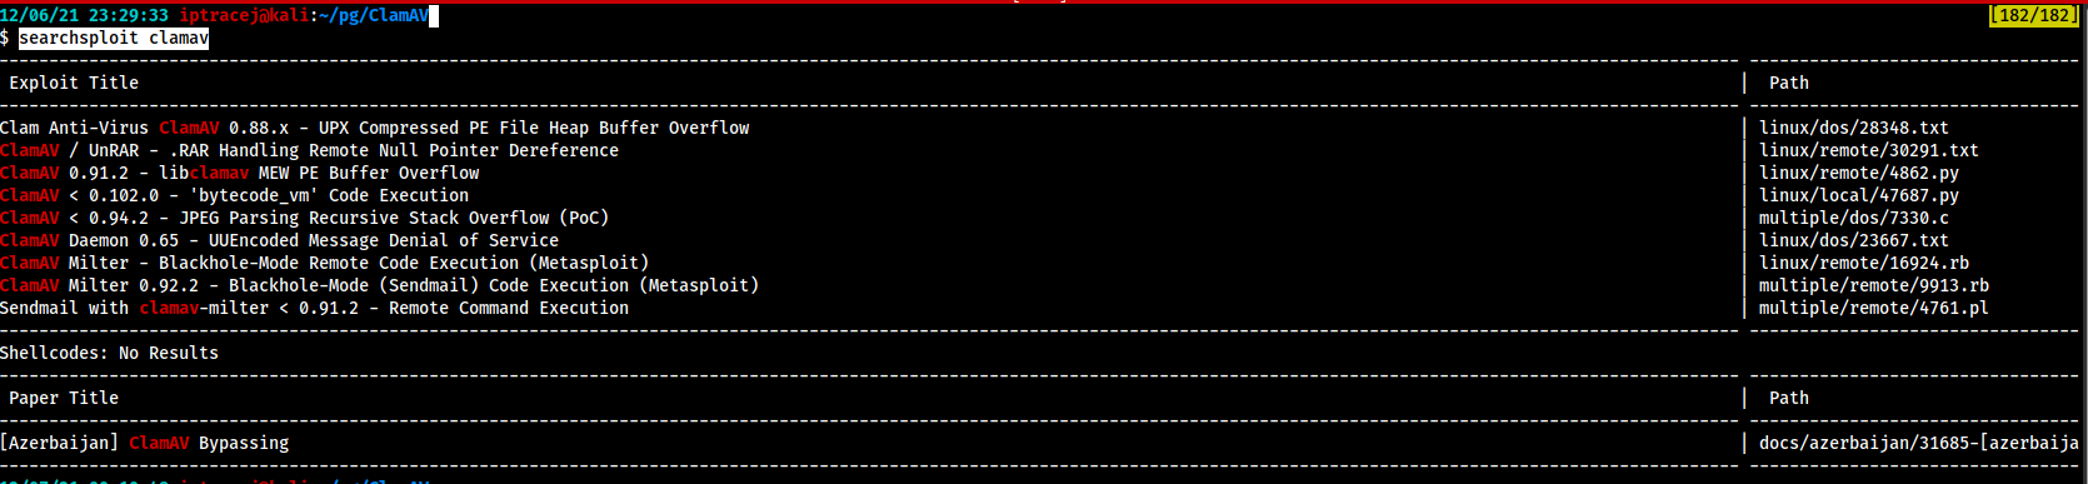 12/06/21 23:29:33 iptracej@kali:~/pg/ClamAV [182/182]
$ searchsploit clamav
Exploit Title | Path
Clam Anti-Virus ClamAV 0.88.x - UPX Compressed PE File Heap Buffer Overflow | linux/dos/28348.txt
ClamAV / UnRAR - .RAR Handling Remote Null Pointer Dereference | linux/remote/30291.txt
ClamAV 0.91.2 - libclamav MEW PE Buffer Overflow | linux/remote/4862.py
ClamAV < 0.102.0 - 'bytecode_vm' Code Execution | linux/local/47687.py
ClamAV < 0.94.2 - JPEG Parsing Recursive Stack Overflow (PoC) | multiple/dos/7330.c
ClamAV Daemon 0.65 - UUEncoded Message Denial of Service | linux/dos/23667.txt
ClamAV Milter - Blackhole-Mode Remote Code Execution (Metasploit) | linux/remote/16924.rb
ClamAV Milter 0.92.2 - Blackhole-Mode (Sendmail) Code Execution (Metasploit) | multiple/remote/9913.rb
Sendmail with clamav-milter < 0.91.2 - Remote Command Execution | multiple/remote/4761.pl
Shellcodes: No Results
Paper Title | Path
[Azerbaijan] ClamAV Bypassing | docs/azerbaijan/31685-[azerbaija